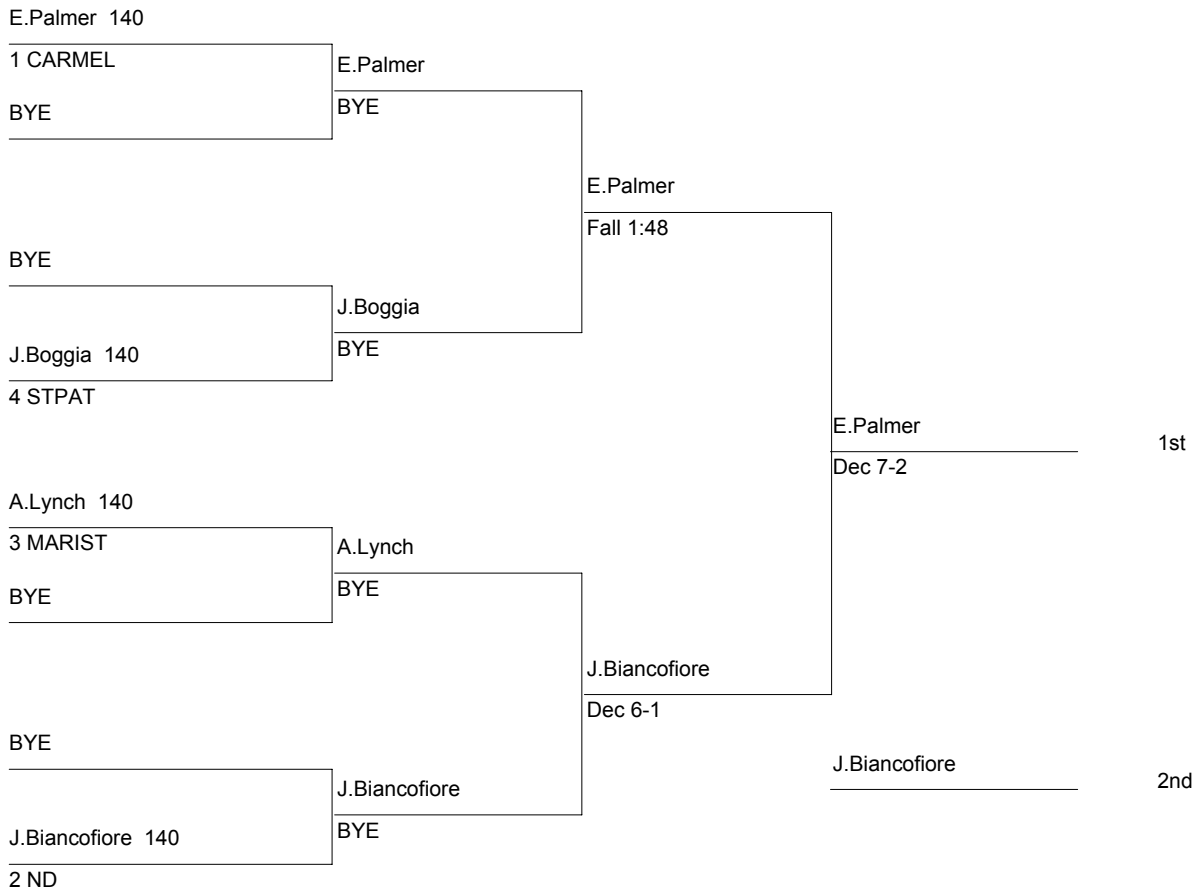 E.Palmer 140
1 CARMEL
E.Palmer
BYE
BYE
E.Palmer
Fall 1:48
BYE
J.Boggia
BYE
J.Boggia 140
4 STPAT
E.Palmer
1st
Dec 7-2
A.Lynch 140
3 MARIST
A.Lynch
BYE
BYE
J.Biancofiore
Dec 6-1
BYE
J.Biancofiore
2nd
J.Biancofiore
BYE
J.Biancofiore 140
2 ND